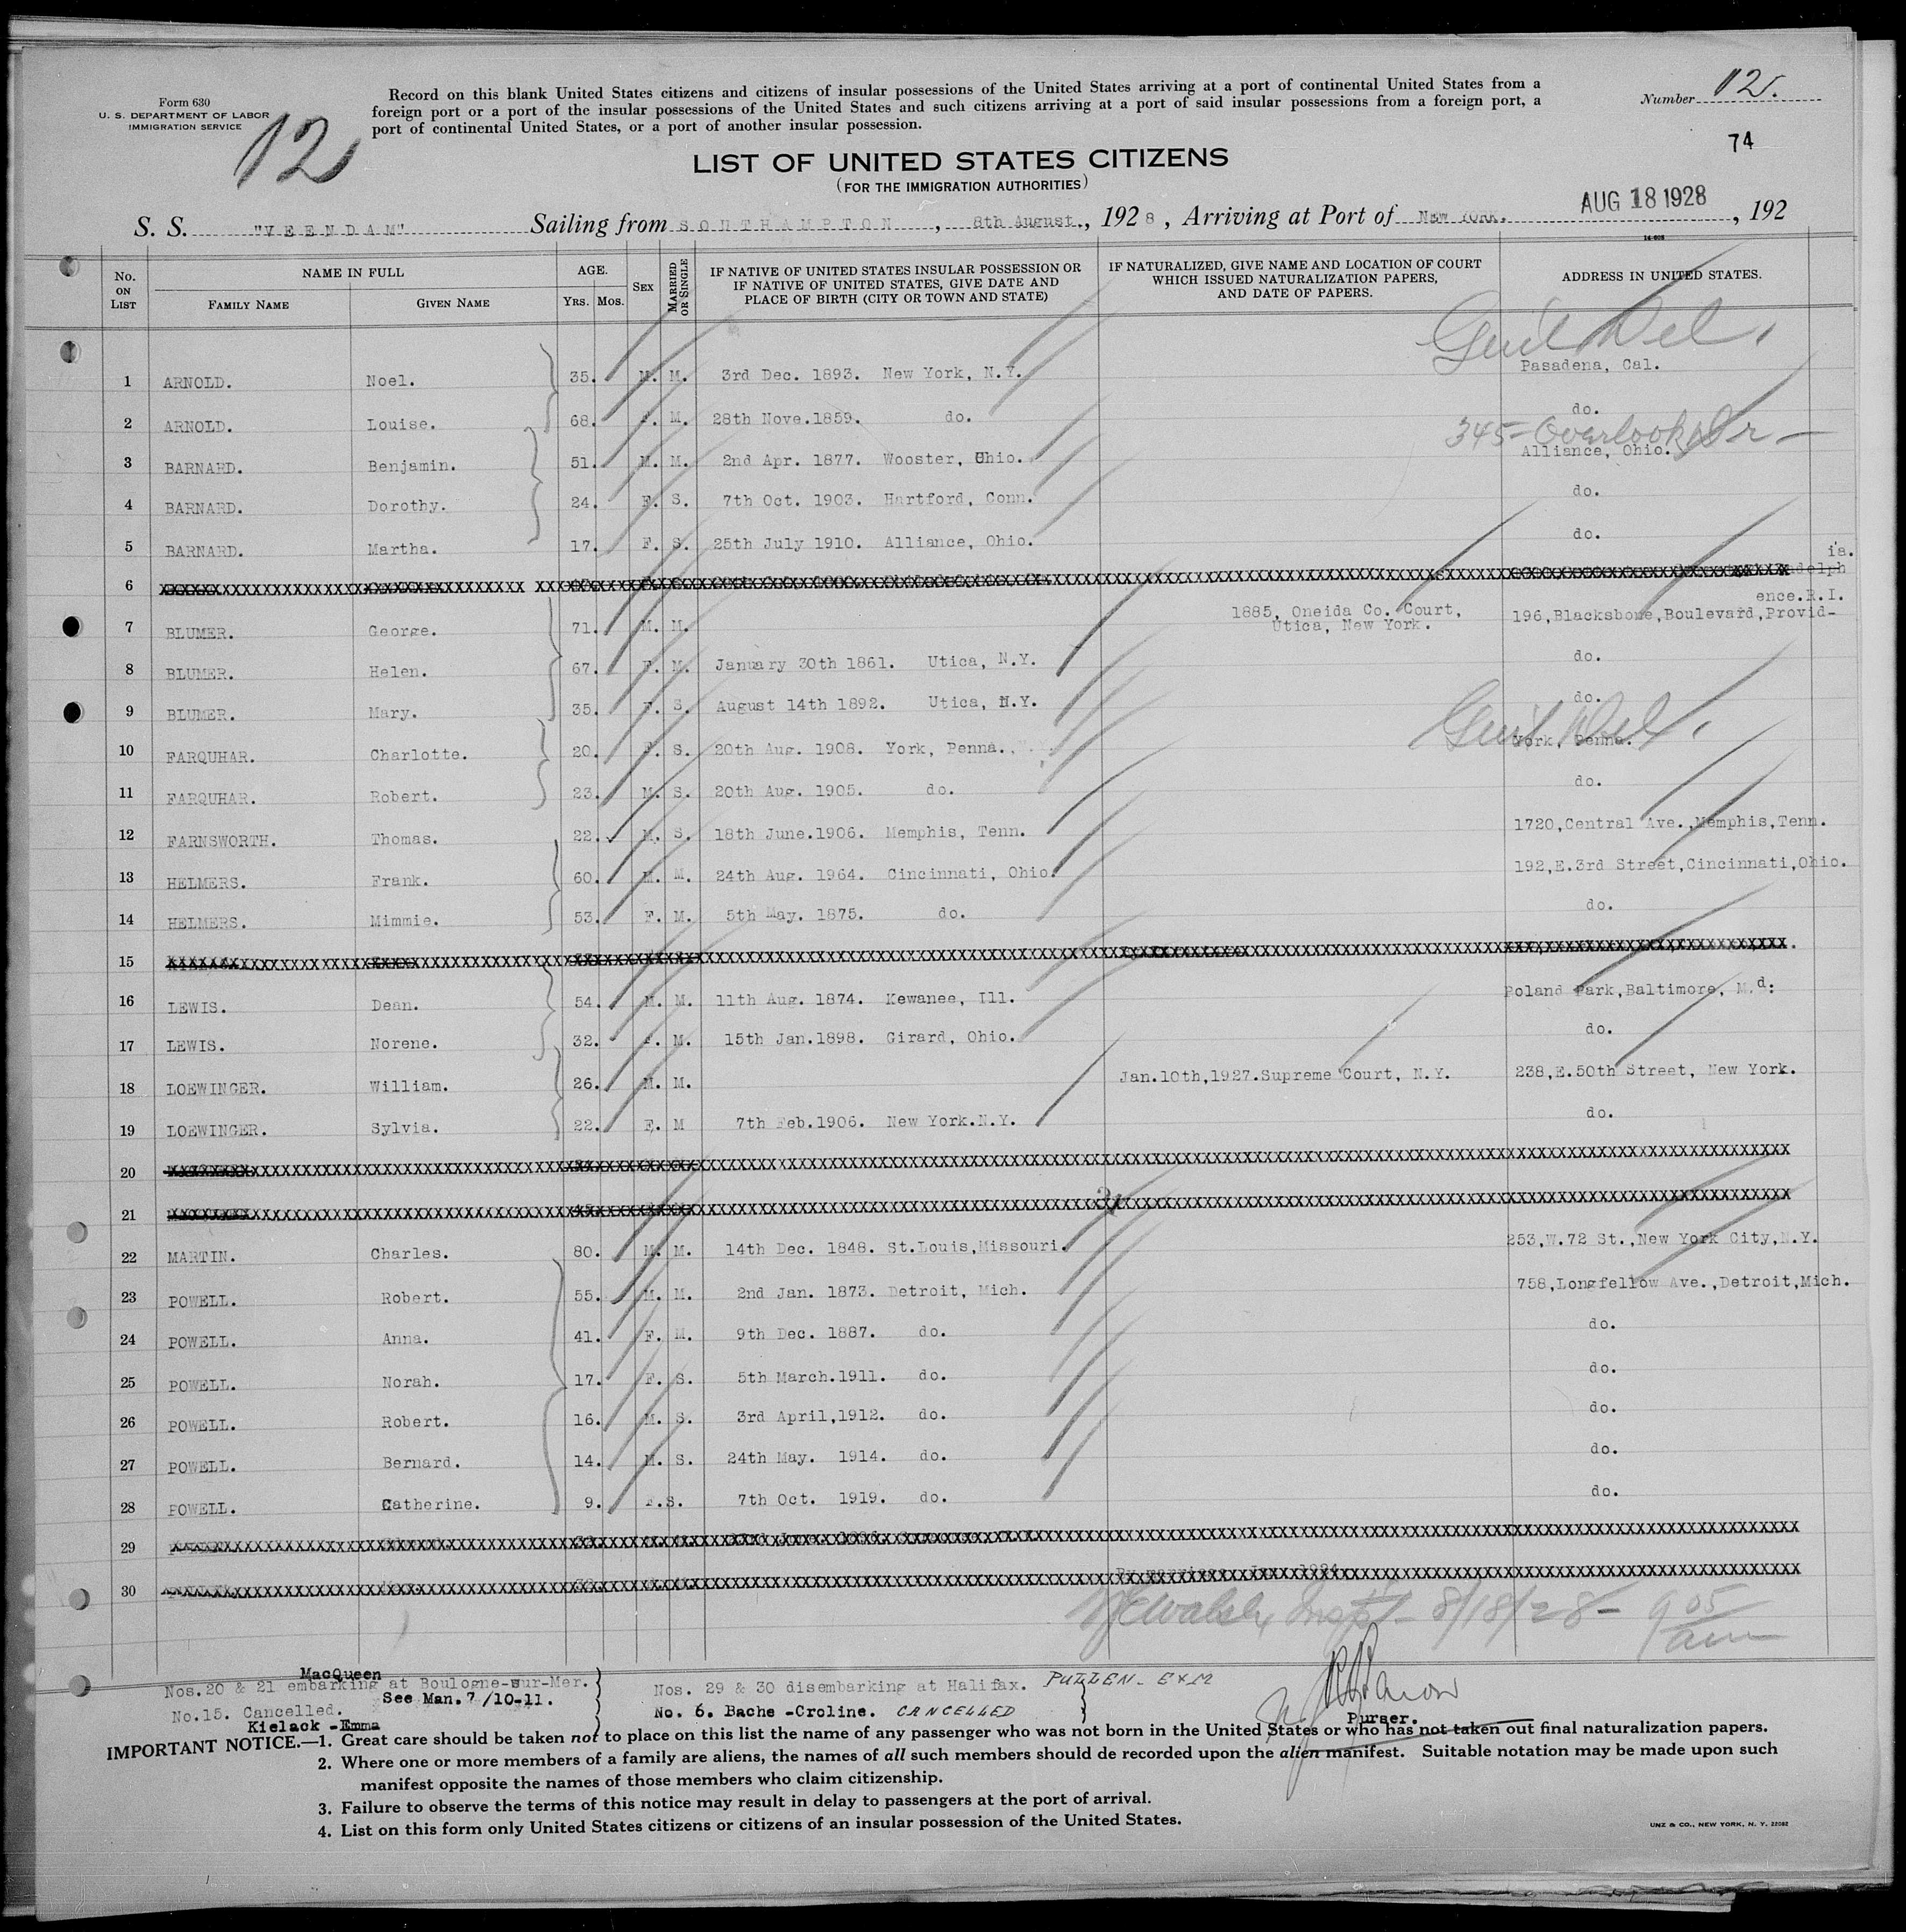 Form 630
U. S. DEPARTMENT OF LABOR
IMMIGRATION SERVICE
12
Record on this blank United States citizens and citizens of insular possessions of the United States arriving at a port of continental United States from a
foreign port or a port of the insular possessions of the United States and such citizens arriving at a port of said insular possessions from a foreign port, a
port of continental United States, or a port of another insular possession.
Number 12.
74
LIST OF UNITED STATES CITIZENS
(FOR THE IMMIGRATION AUTHORITIES)
S. S. "VEENDAM" Sailing from SOUTHAMPTON, 8th August., 1928, Arriving at Port of NEW YORK. AUG 18 1928, 192
14-608
No. ON LIST NAME IN FULL FAMILY NAME GIVEN NAME AGE. YRS. MOS. SEX MARRIED OR SINGLE IF NATIVE OF UNITED STATES INSULAR POSSESSION OR IF NATIVE OF UNITED STATES, GIVE DATE AND PLACE OF BIRTH (CITY OR TOWN AND STATE) IF NATURALIZED, GIVE NAME AND LOCATION OF COURT WHICH ISSUED NATURALIZATION PAPERS, AND DATE OF PAPERS. ADDRESS IN UNITED STATES.
1 ARNOLD. Noel. 35. M. M. 3rd Dec. 1893. New York, N.Y. Pasadena, Cal.
2 ARNOLD. Louise. 68. F. M. 28th Nove.1859. do. do.
345- Overlook Dr -
3 BARNARD. Benjamin. 51. M. M. 2nd Apr. 1877. Wooster, Ohio. Alliance, Ohio.
4 BARNARD. Dorothy. 24. F. S. 7th Oct. 1903. Hartford, Conn. do.
5 BARNARD. Martha. 17. F. S. 25th July 1910. Alliance, Ohio. do.
6
7 BLUMER. George. 71. M. M. 1885, Oneida Co. Court, Utica, New York. 196,Blacksbone,Boulevard,Providence.R.I.
8 BLUMER. Helen. 67. F. M. January 30th 1861. Utica, N.Y. do.
9 BLUMER. Mary. 35. F. S. August 14th 1892. Utica, N.Y. do.
10 FARQUHAR. Charlotte. 20. F. S. 20th Aug. 1908. York, Penna. York, Penna.
11 FARQUHAR. Robert. 23. M. S. 20th Aug. 1905. do. do.
12 FARNSWORTH. Thomas. 22. M. S. 18th June.1906. Memphis, Tenn. 1720,Central Ave.,Memphis,Tenn.
13 HELMERS. Frank. 60. M. M. 24th Aug. 1964. Cincinnati, Ohio. 192,E.3rd Street,Cincinnati,Ohio.
14 HELMERS. Mimmie. 53. F. M. 5th May. 1875. do. do.
15
16 LEWIS. Dean. 54. M. M. 11th Aug. 1874. Kewanee, Ill. Roland Park,Baltimore, M.d:
17 LEWIS. Norene. 32. F. M. 15th Jan.1898. Girard, Ohio. do.
18 LOEWINGER. William. 26. M. M. Jan.10th,1927.Supreme Court, N.Y. 238,E.50th Street, New York.
19 LOEWINGER. Sylvia. 22. F. M 7th Feb.1906. New York.N.Y. do.
20
21
22 MARTIN. Charles. 80. M. M. 14th Dec. 1848. St.Louis,Missouri. 253,W.72 St.,New York City,N.Y.
23 POWELL. Robert. 55. M. M. 2nd Jan. 1873. Detroit, Mich. 758,Longfellow Ave.,Detroit,Mich.
24 POWELL. Anna. 41. F. M. 9th Dec. 1887. do. do.
25 POWELL. Norah. 17. F. S. 5th March.1911. do. do.
26 POWELL. Robert. 16. M. S. 3rd April,1912. do. do.
27 POWELL. Bernard. 14. M. S. 24th May. 1914. do. do.
28 POWELL. Catherine. 9. F.S. 7th Oct. 1919. do. do.
29
30
8/18/28- 9 05 am
MacQueen
Nos.20 & 21 embarking at Boulogne-sur-Mer.
See Man.7/10-11.
No.15. Cancelled.
Kielack -Emma
Nos. 29 & 30 disembarking at Halifax. PULLEN- EXM
No. 6. Bache -Croline. CANCELLED
Purser.
IMPORTANT NOTICE.—1. Great care should be taken not to place on this list the name of any passenger who was not born in the United States or who has not taken out final naturalization papers.
2. Where one or more members of a family are aliens, the names of all such members should de recorded upon the alien manifest. Suitable notation may be made upon such
manifest opposite the names of those members who claim citizenship.
3. Failure to observe the terms of this notice may result in delay to passengers at the port of arrival.
4. List on this form only United States citizens or citizens of an insular possession of the United States.
UNZ & CO., NEW YORK, N. Y. 22082